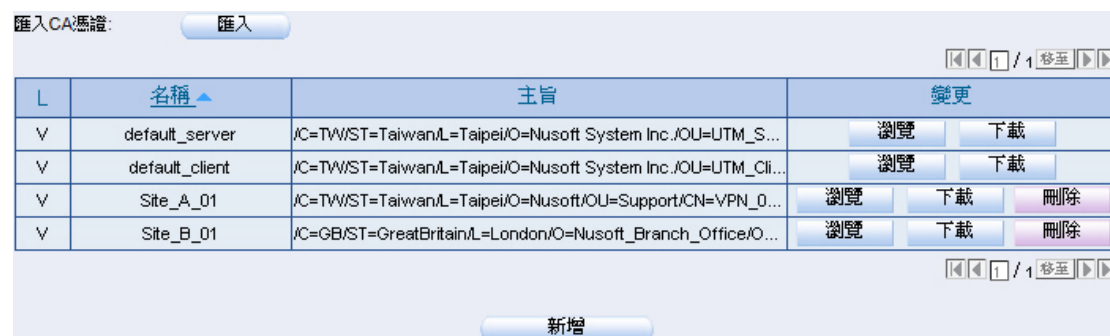 匯入CA憑證: 匯入
1 / 1 移至
L 名稱 主旨 變更
V default_server /C=TW/ST=Taiwan/L=Taipei/O=Nusoft System Inc./OU=UTM_S... 瀏覽 下載
V default_client /C=TW/ST=Taiwan/L=Taipei/O=Nusoft System Inc./OU=UTM_Cli... 瀏覽 下載
V Site_A_01 /C=TW/ST=Taiwan/L=Taipei/O=Nusoft/OU=Support/CN=VPN_0... 瀏覽 下載 刪除
V Site_B_01 /C=GB/ST=GreatBritain/L=London/O=Nusoft_Branch_Office/O... 瀏覽 下載 刪除
1 / 1 移至
新增